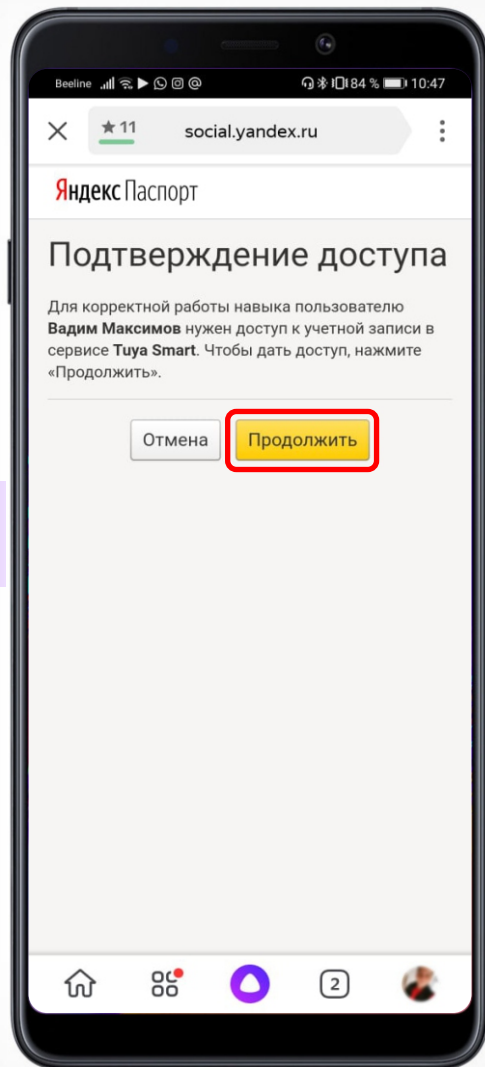 Beeline 84 % 10:47
★ 11 social.yandex.ru
Яндекс Паспорт
Подтверждение доступа
Для корректной работы навыка пользователю
Вадим Максимов нужен доступ к учетной записи в
сервисе Tuya Smart. Чтобы дать доступ, нажмите
«Продолжить».
Отмена Продолжить
2